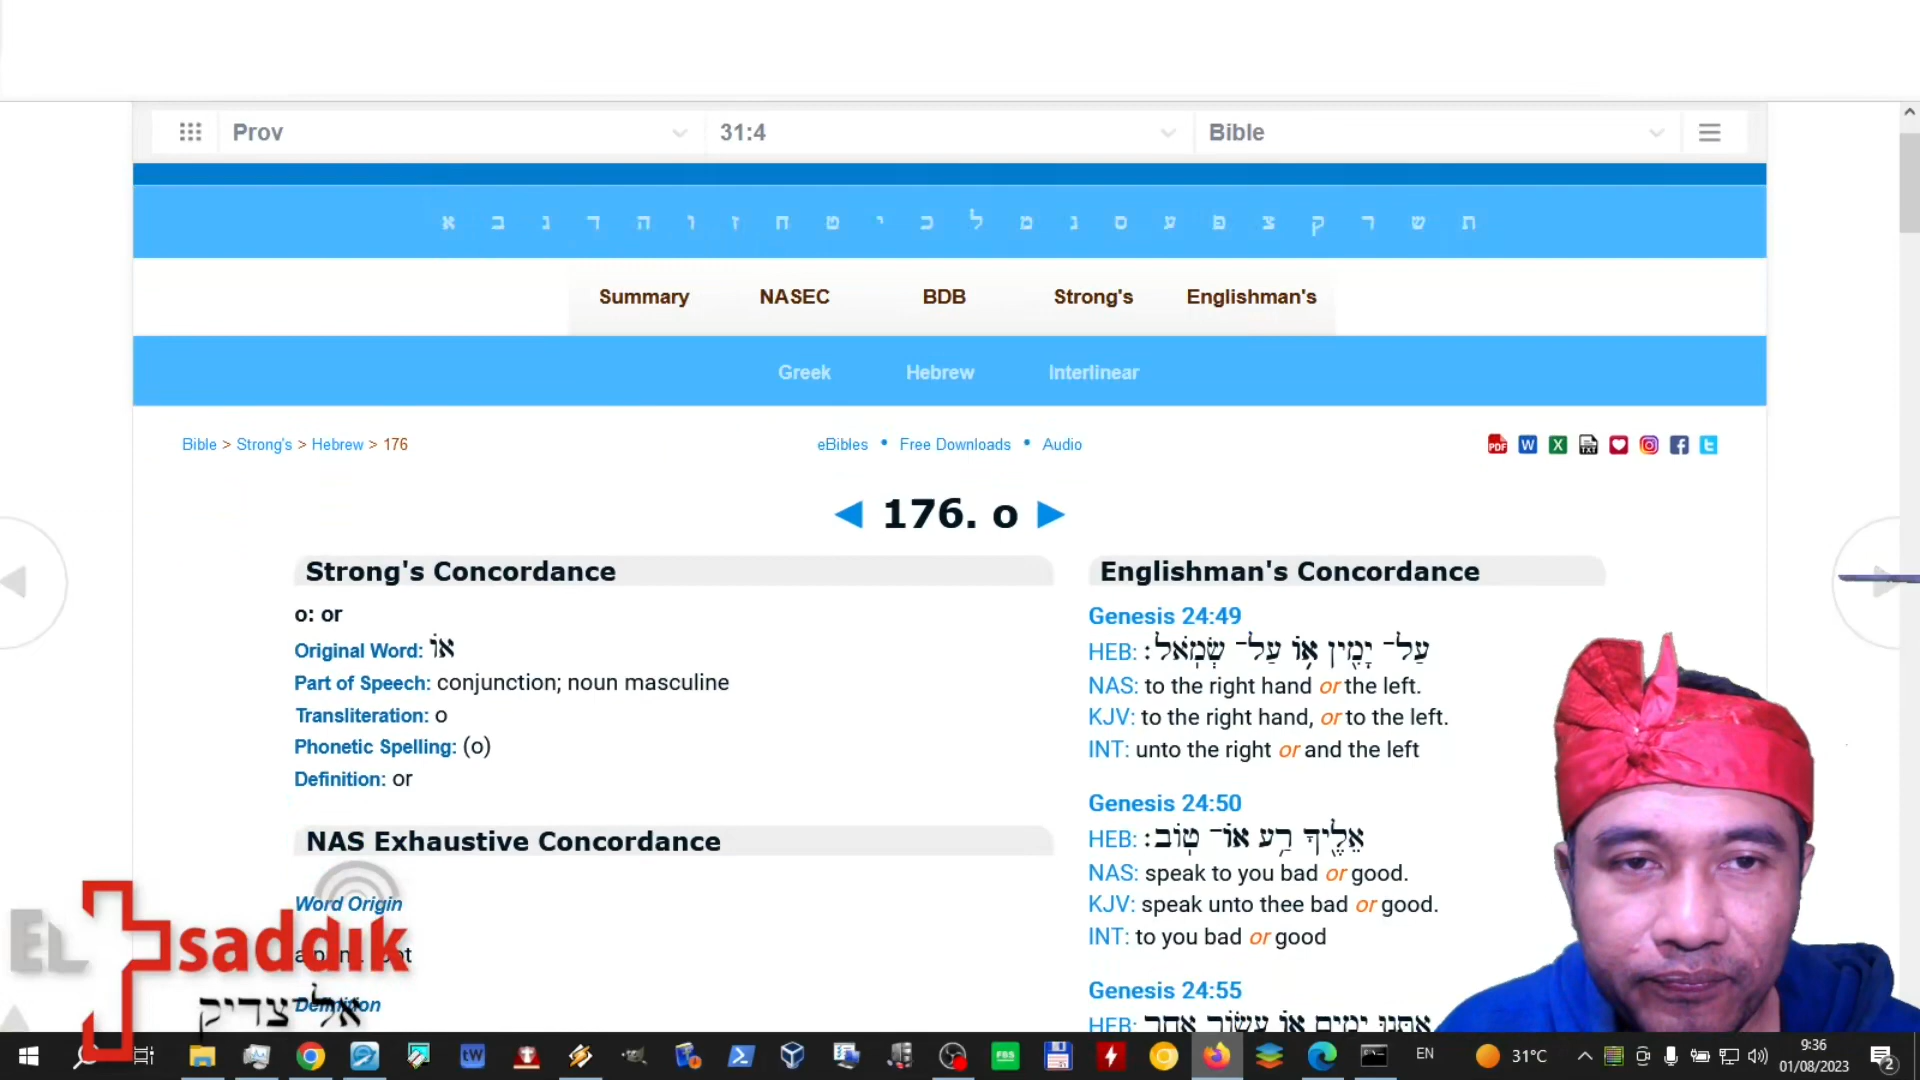 Prov
31:4
Bible
א ב ג ד ה ו ז ח ט י כ ל מ נ ס ע פ צ ק ר ש ת
Summary NASEC BDB Strong's Englishman's
Greek Hebrew Interlinear
Bible > Strong's > Hebrew > 176
eBibles • Free Downloads • Audio
◄ 176. o ►
Strong's Concordance
o: or
Original Word: אוֹ
Part of Speech: conjunction; noun masculine
Transliteration: o
Phonetic Spelling: (o)
Definition: or
NAS Exhaustive Concordance
Word Origin
Definition
Englishman's Concordance
Genesis 24:49
HEB: עַל־ יָמִ֖ין א֥וֹ עַל־ שְׂמֹֽאל׃
NAS: to the right hand or the left.
KJV: to the right hand, or to the left.
INT: unto the right or and the left
Genesis 24:50
HEB: אֵלֶ֖יךָ רַ֥ע אוֹ־ טֽוֹב׃
NAS: speak to you bad or good.
KJV: speak unto thee bad or good.
INT: to you bad or good
Genesis 24:55
HEB: אִתָּ֛נוּ יָמִ֖ים א֣וֹ עָשׂ֑וֹר אַחַ֖ר
EL saddik
אל־צדיק
EN
31°C
9:36
01/08/2023
2